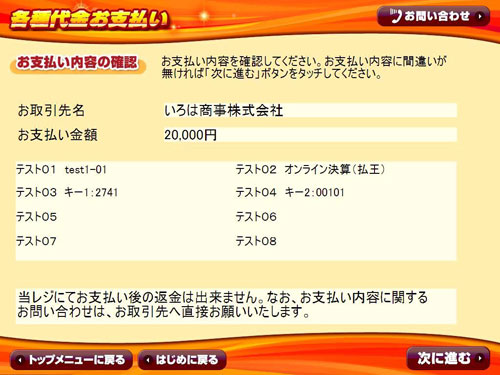 各種代金お支払い
お問い合わせ
お支払い内容の確認
お支払い内容を確認してください。お支払い内容に間違いが
無ければ「次に進む」ボタンをタッチしてください。
お取引先名 いろは商事株式会社
お支払い金額 20,000円
テスト01 test1-01 テスト02 オンライン決算(払王)
テスト03 キー1:2741 テスト04 キー2:00101
テスト05 テスト06
テスト07 テスト08
当レジにてお支払い後の返金は出来ません。なお、お支払い内容に関する
お問い合わせは、お取引先へ直接お願いいたします。
トップメニューに戻る はじめに戻る 次に進む